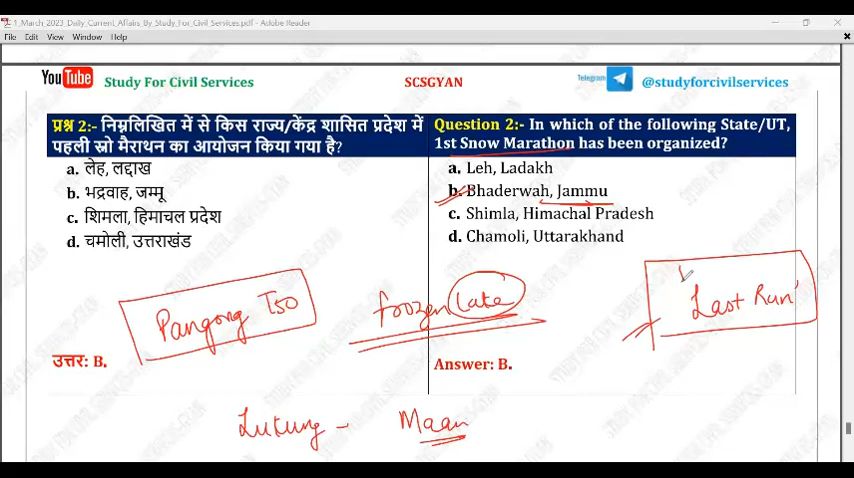 1_March_2023_Daily_Current_Affairs_By_Study_For_Civil_Services.pdf - Adobe Reader
File Edit View Window Help
YouTube Study For Civil Services SCSGYAN Telegram @studyforcivilservices
प्रश्न 2:- निम्नलिखित में से किस राज्य/केंद्र शासित प्रदेश में
पहली स्नो मैराथन का आयोजन किया गया है?
a. लेह, लद्दाख
b. भद्रवाह, जम्मू
c. शिमला, हिमाचल प्रदेश
d. चमोली, उत्तराखंड
Question 2:- In which of the following State/UT,
1st Snow Marathon has been organized?
a. Leh, Ladakh
b. Bhaderwah, Jammu
c. Shimla, Himachal Pradesh
d. Chamoli, Uttarakhand
Pangong TSO
frozen Lake
'Last Run'
उत्तर: B.
Answer: B.
Lukung - Maan